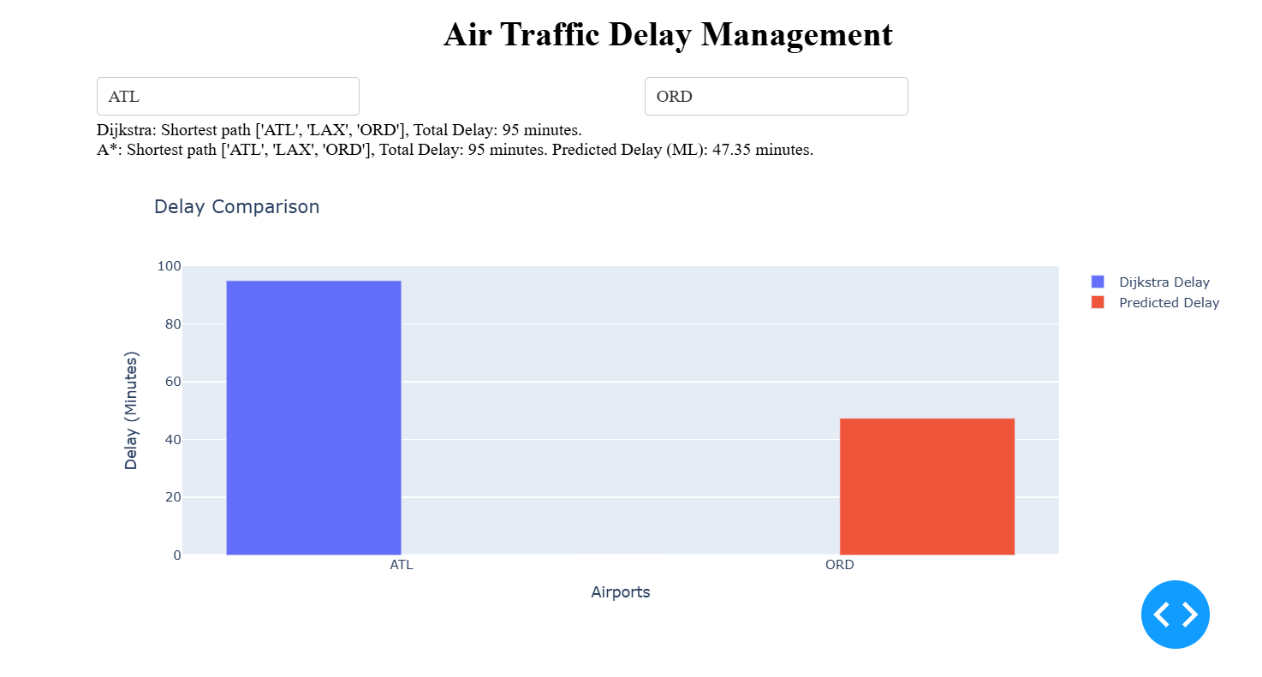 Air Traffic Delay Management
ATL
ORD
Dijkstra: Shortest path ['ATL', 'LAX', 'ORD'], Total Delay: 95 minutes.
A*: Shortest path ['ATL', 'LAX', 'ORD'], Total Delay: 95 minutes. Predicted Delay (ML): 47.35 minutes.
Delay Comparison
100
80
60
40
20
0
Delay (Minutes)
ATL
ORD
Airports
Dijkstra Delay
Predicted Delay